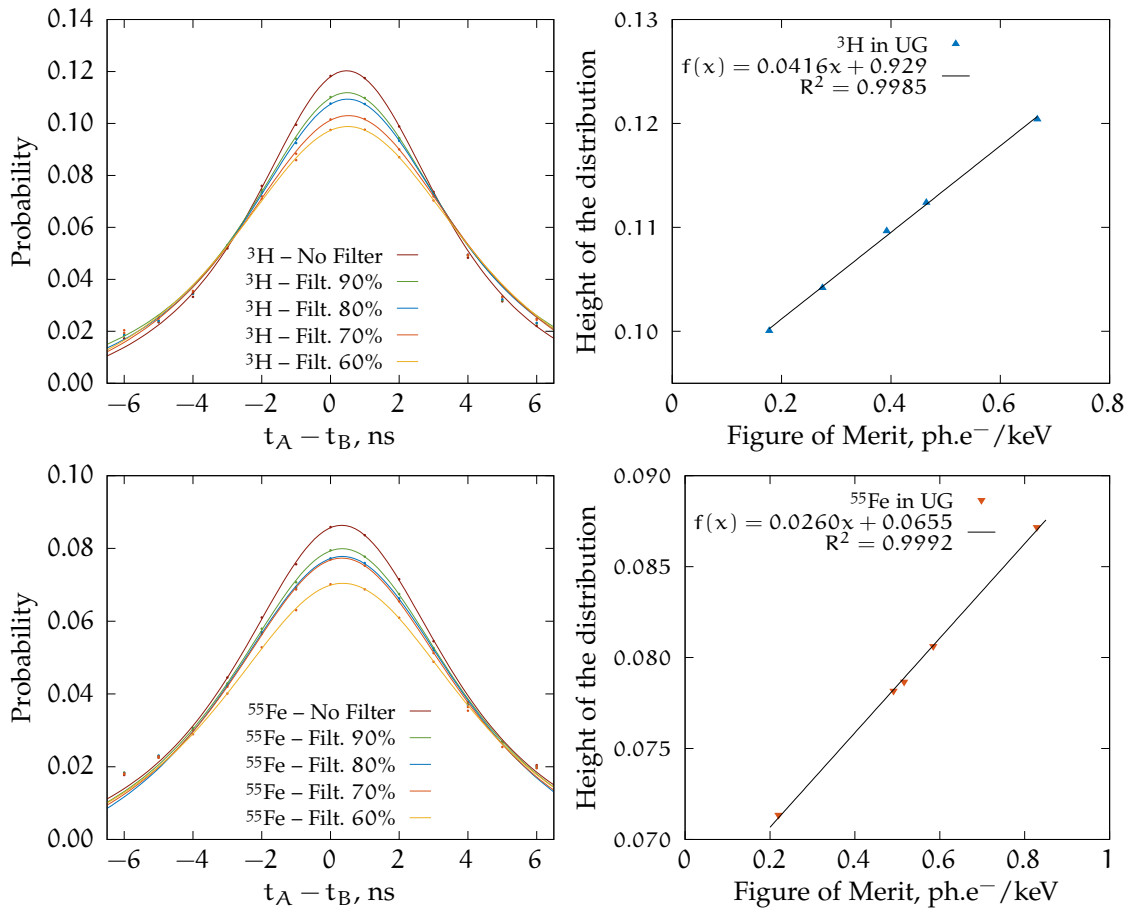 0.14
0.12
0.10
0.08
0.06
0.04
0.02
0.00
Probability
³H – No Filter
³H – Filt. 90%
³H – Filt. 80%
³H – Filt. 70%
³H – Filt. 60%
−6 −4 −2 0 2 4 6
t_A − t_B, ns
0.13
0.12
0.11
0.10
Height of the distribution
³H in UG
f(x) = 0.0416x + 0.929
R² = 0.9985
0 0.2 0.4 0.6 0.8
Figure of Merit, ph.e⁻/keV
0.10
0.08
0.06
0.04
0.02
0.00
Probability
⁵⁵Fe – No Filter
⁵⁵Fe – Filt. 90%
⁵⁵Fe – Filt. 80%
⁵⁵Fe – Filt. 70%
⁵⁵Fe – Filt. 60%
−6 −4 −2 0 2 4 6
t_A − t_B, ns
0.090
0.085
0.080
0.075
0.070
Height of the distribution
⁵⁵Fe in UG
f(x) = 0.0260x + 0.0655
R² = 0.9992
0 0.2 0.4 0.6 0.8 1
Figure of Merit, ph.e⁻/keV